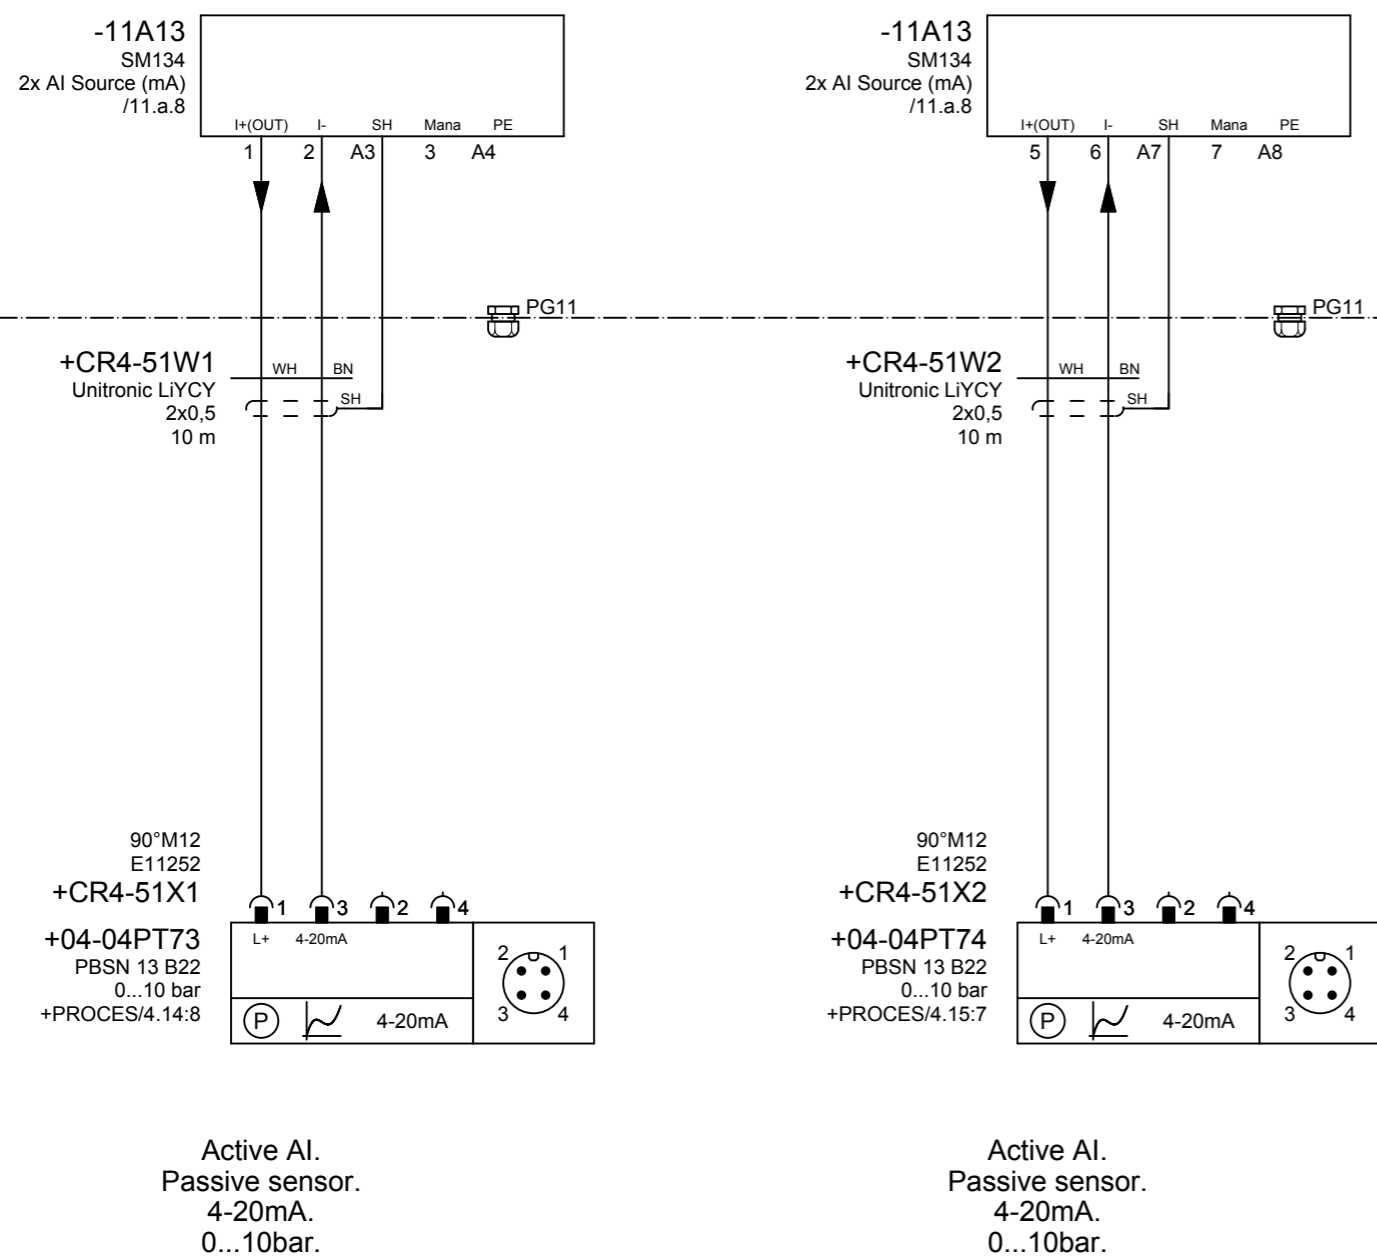 -11A13
SM134
2x AI Source (mA)
/11.a.8
I+(OUT) I- SH Mana PE
1 2 A3 3 A4
PG11
+CR4-51W1
Unitronic LiYCY
2x0,5
10 m
WH BN
SH
90°M12
E11252
+CR4-51X1
1 3 2 4
+04-04PT73
PBSN 13 B22
0...10 bar
+PROCES/4.14:8
L+ 4-20mA
P 4-20mA
2 1
3 4
Active AI.
Passive sensor.
4-20mA.
0...10bar.
-11A13
SM134
2x AI Source (mA)
/11.a.8
I+(OUT) I- SH Mana PE
5 6 A7 7 A8
PG11
+CR4-51W2
Unitronic LiYCY
2x0,5
10 m
WH BN
SH
90°M12
E11252
+CR4-51X2
1 3 2 4
+04-04PT74
PBSN 13 B22
0...10 bar
+PROCES/4.15:7
L+ 4-20mA
P 4-20mA
2 1
3 4
Active AI.
Passive sensor.
4-20mA.
0...10bar.